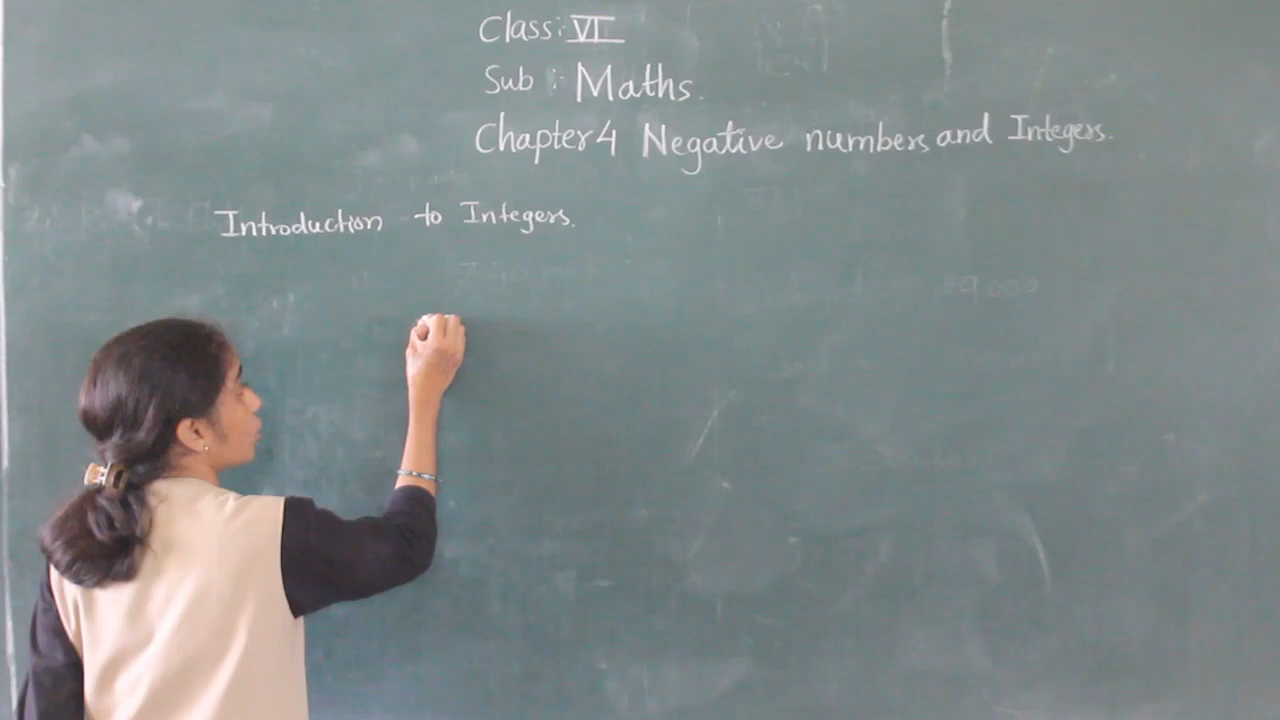 Class: VI
Sub : Maths.
Chapter 4 Negative numbers and Integers.
Introduction to Integers.